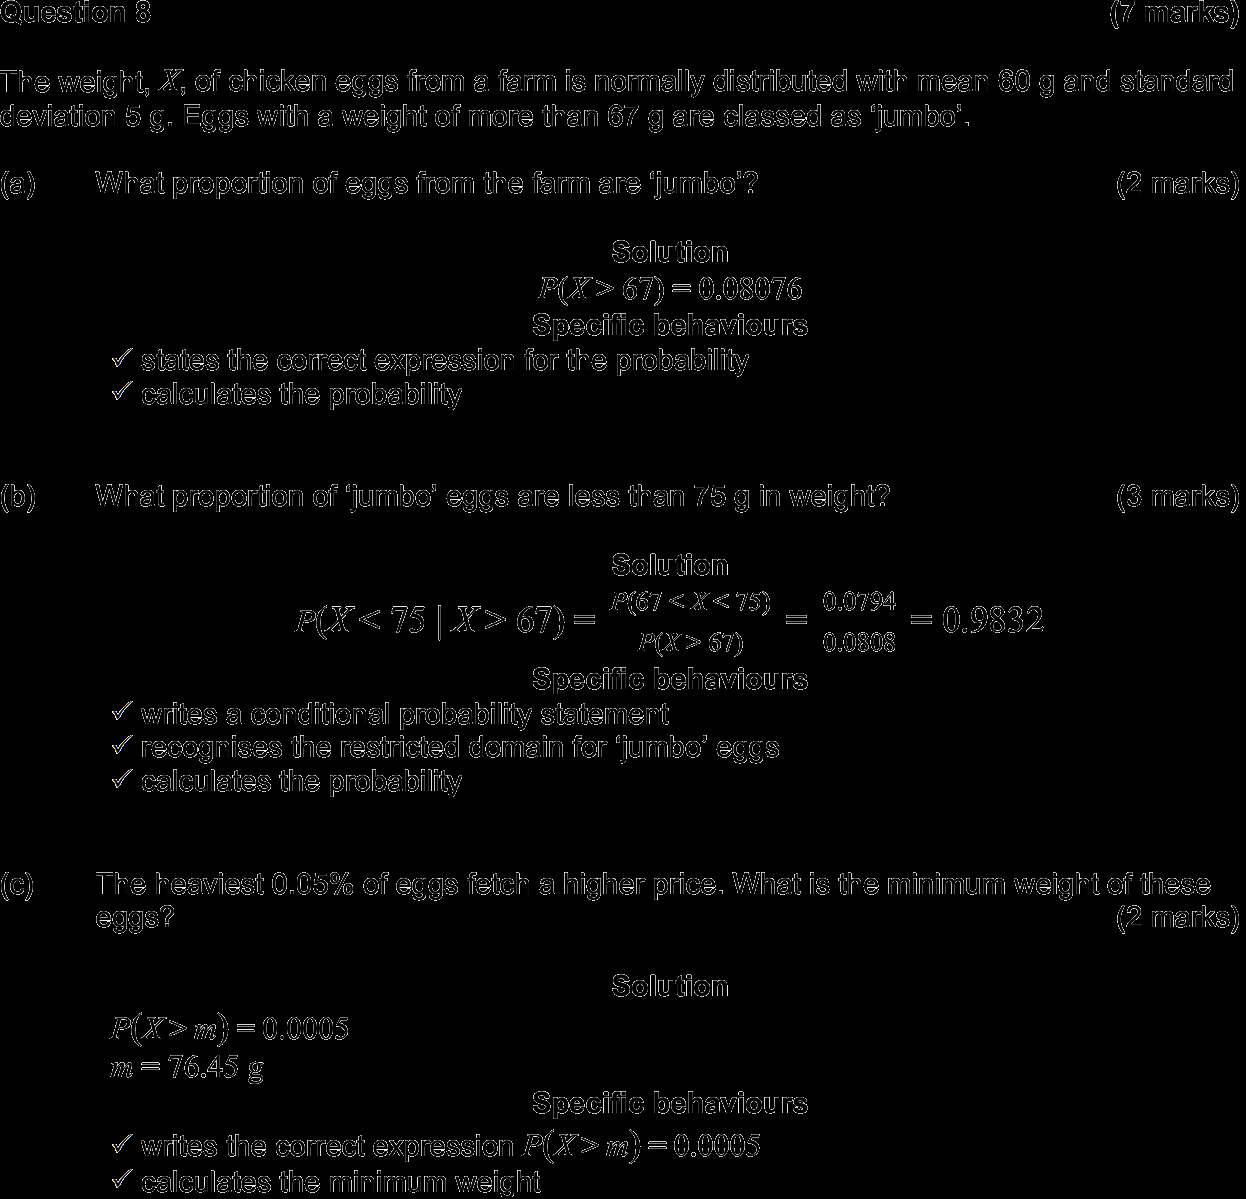 Question 8 (7 marks)
The weight, X, of chicken eggs from a farm is normally distributed with mean 60 g and standard
deviation 5 g. Eggs with a weight of more than 67 g are classed as ‘jumbo’.
(a) What proportion of eggs from the farm are ‘jumbo’? (2 marks)
Solution
P(X > 67) = 0.08076
Specific behaviours
✓ states the correct expression for the probability
✓ calculates the probability
(b) What proportion of ‘jumbo’ eggs are less than 75 g in weight? (3 marks)
Solution
P(X < 75 | X > 67) = P(67 < X < 75) / P(X > 67) = 0.0794 / 0.0808 = 0.9832
Specific behaviours
✓ writes a conditional probability statement
✓ recognises the restricted domain for ‘jumbo’ eggs
✓ calculates the probability
(c) The heaviest 0.05% of eggs fetch a higher price. What is the minimum weight of these
eggs? (2 marks)
Solution
P(X > m) = 0.0005
m = 76.45 g
Specific behaviours
✓ writes the correct expression P(X > m) = 0.0005
✓ calculates the minimum weight